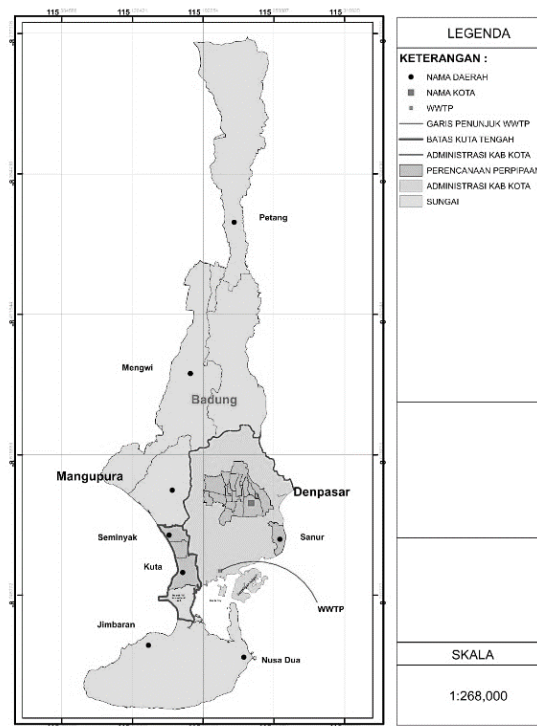 LEGENDA
KETERANGAN :
NAMA DAERAH
NAMA KOTA
WWTP
GARIS PENUNJUK WWTP
BATAS KUTA TENGAH
ADMINISTRASI KAB KOTA
PERENCANAAN PERPIPAAN
ADMINISTRASI KAB KOTA
SUNGAI
Petang
Mengwi
Badung
Mangupura
Denpasar
Seminyak
Sanur
Kuta
WWTP
Jimbaran
Nusa Dua
SKALA
1:268,000